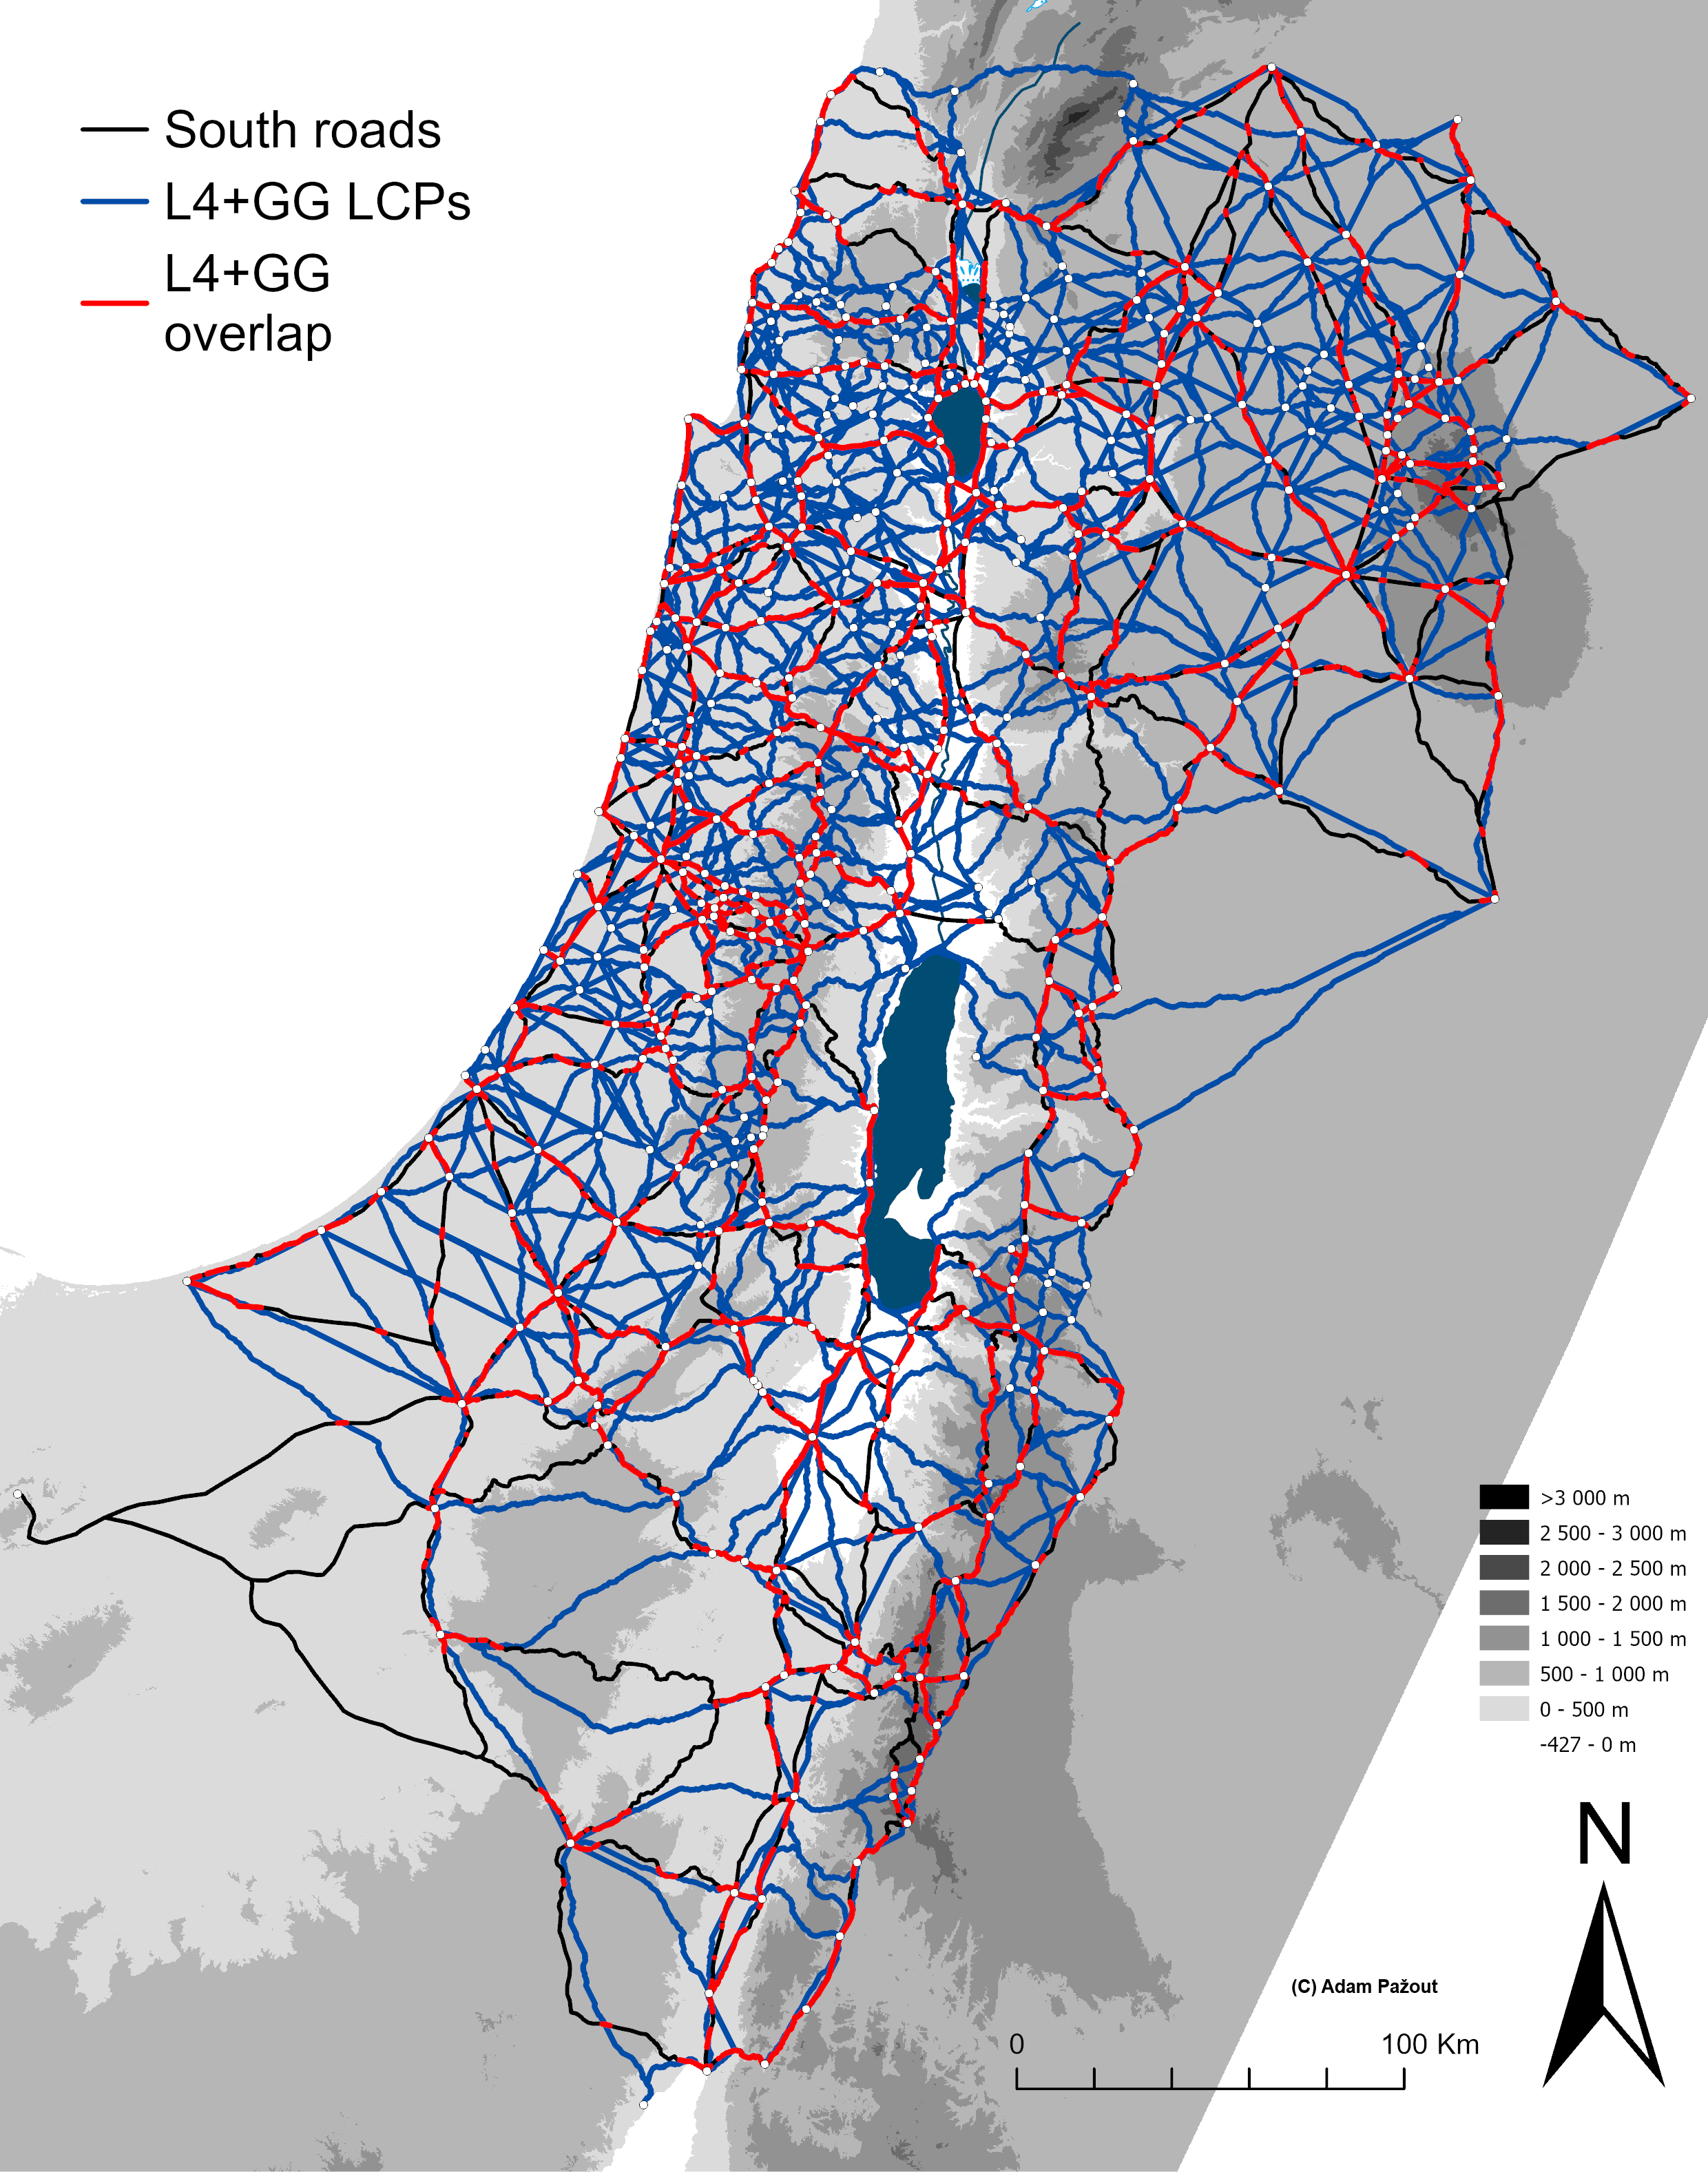 South roads
L4+GG LCPs
L4+GG
overlap
>3 000 m
2 500 - 3 000 m
2 000 - 2 500 m
1 500 - 2 000 m
1 000 - 1 500 m
500 - 1 000 m
0 - 500 m
-427 - 0 m
N
(C) Adam Pažout
0 100 Km